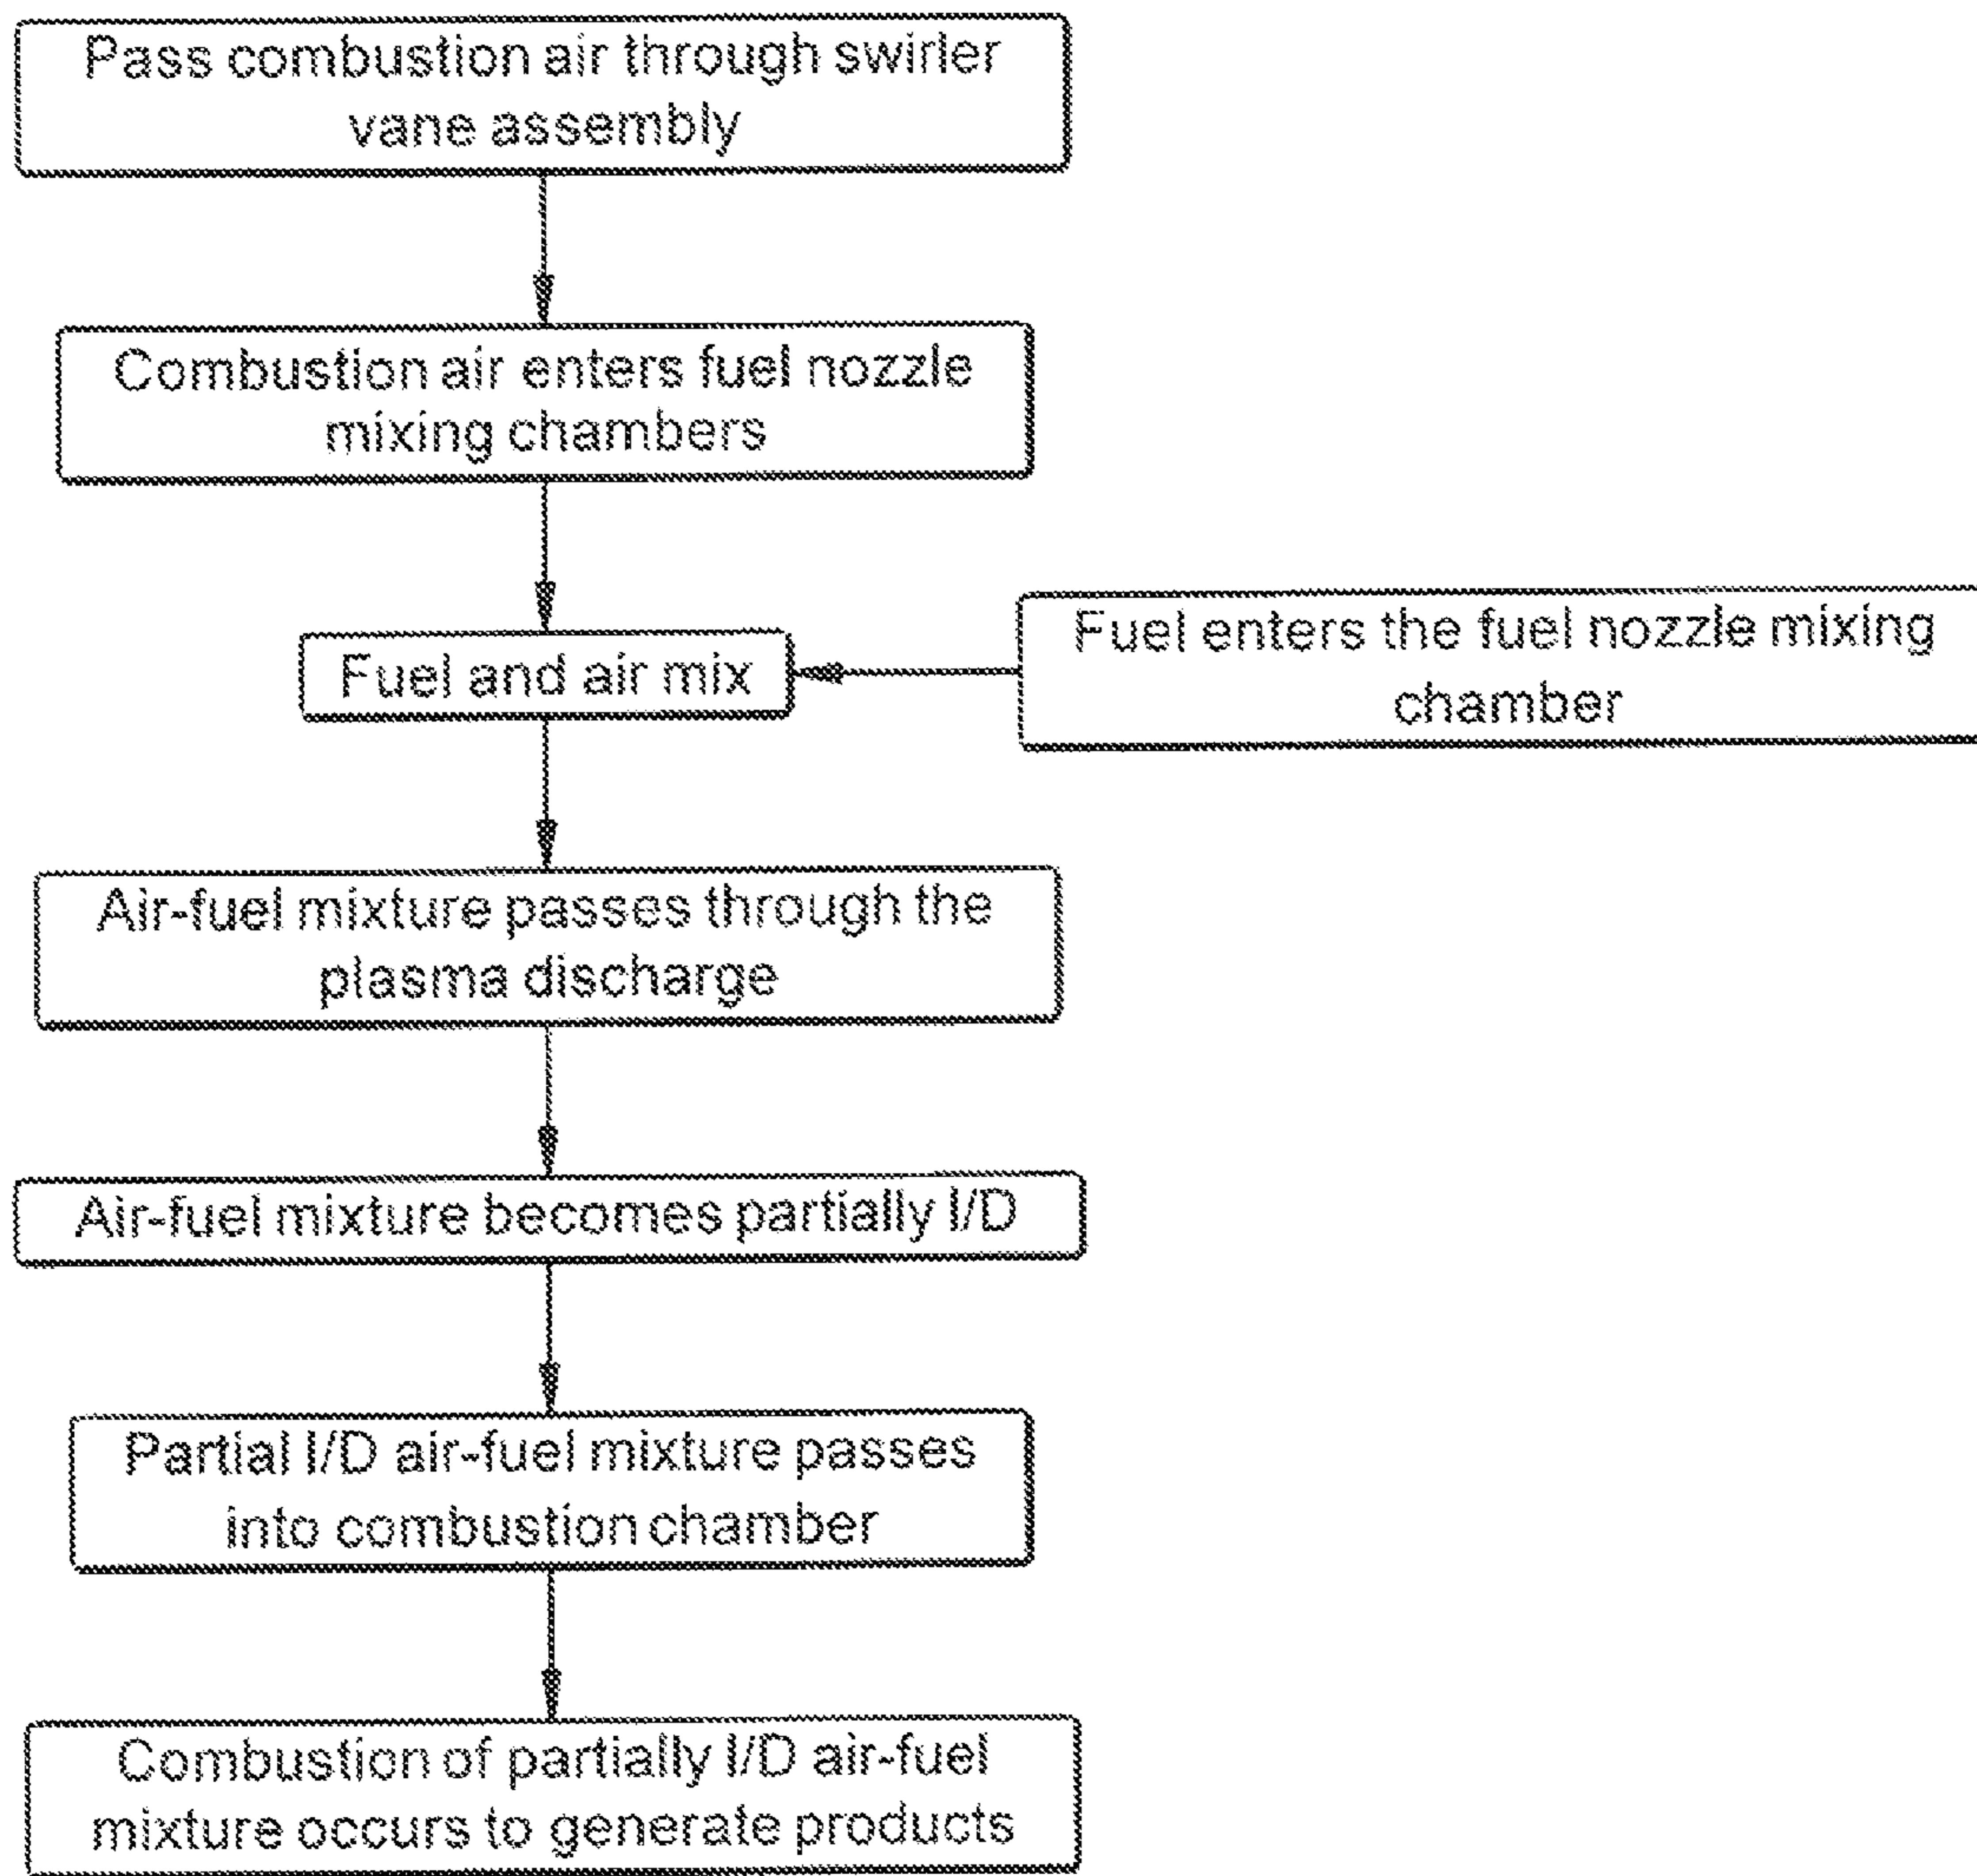 Pass combustion air through swirler
vane assembly
Combustion air enters fuel nozzle
mixing chambers
Fuel and air mix
Fuel enters the fuel nozzle mixing
chamber
Air-fuel mixture passes through the
plasma discharge
Air-fuel mixture becomes partially I/D
Partial I/D air-fuel mixture passes
into combustion chamber
Combustion of partially I/D air-fuel
mixture occurs to generate products